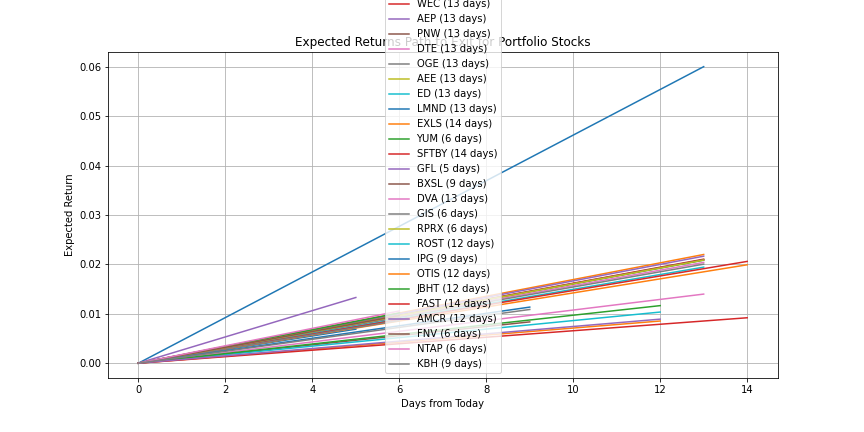 WEC (13 days)
AEP (13 days)
PNW (13 days)
Expected Returns Path to Exit for Portfolio Stocks
DTE (13 days)
OGE (13 days)
AEE (13 days)
ED (13 days)
LMND (13 days)
EXLS (14 days)
YUM (6 days)
SFTBY (14 days)
GFL (5 days)
BXSL (9 days)
DVA (13 days)
GIS (6 days)
RPRX (6 days)
ROST (12 days)
IPG (9 days)
OTIS (12 days)
JBHT (12 days)
FAST (14 days)
AMCR (12 days)
FNV (6 days)
NTAP (6 days)
KBH (9 days)
0.06
0.05
0.04
0.03
0.02
0.01
0.00
Expected Return
0 2 4 6 8 10 12 14
Days from Today